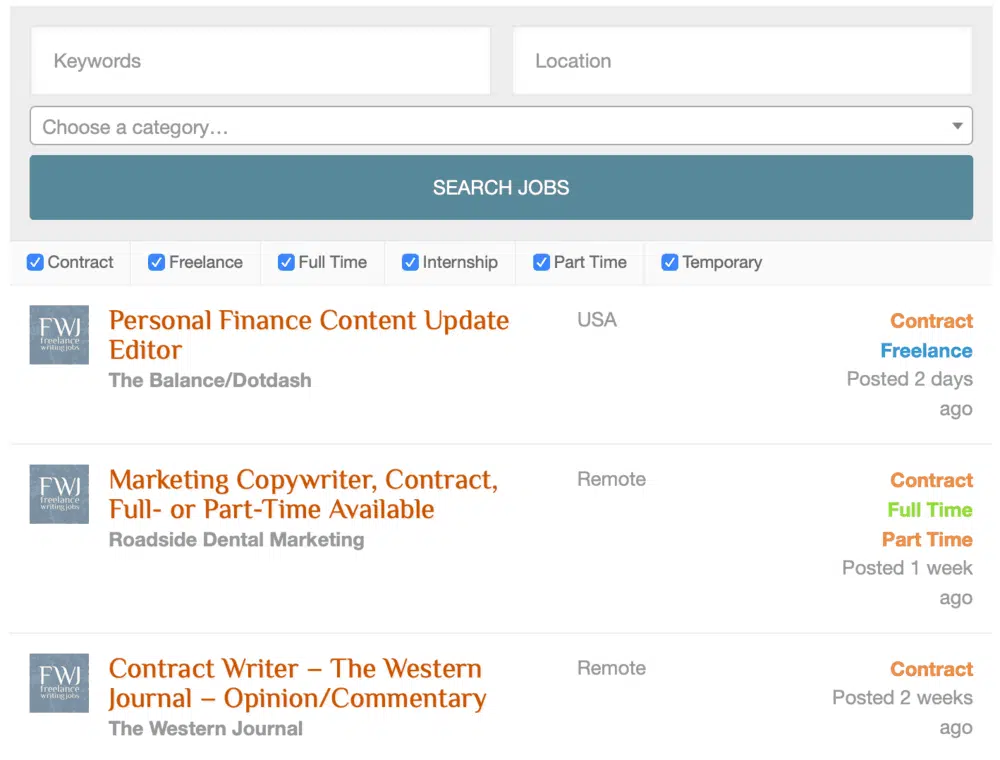 Keywords
Location
Choose a category...
SEARCH JOBS
Contract
Freelance
Full Time
Internship
Part Time
Temporary
FWJ
freelance
writing jobs
Personal Finance Content Update
Editor
The Balance/Dotdash
USA
Contract
Freelance
Posted 2 days
ago
FWJ
freelance
writing jobs
Marketing Copywriter, Contract,
Full- or Part-Time Available
Roadside Dental Marketing
Remote
Contract
Full Time
Part Time
Posted 1 week
ago
FWJ
freelance
writing jobs
Contract Writer – The Western
Journal – Opinion/Commentary
The Western Journal
Remote
Contract
Posted 2 weeks
ago